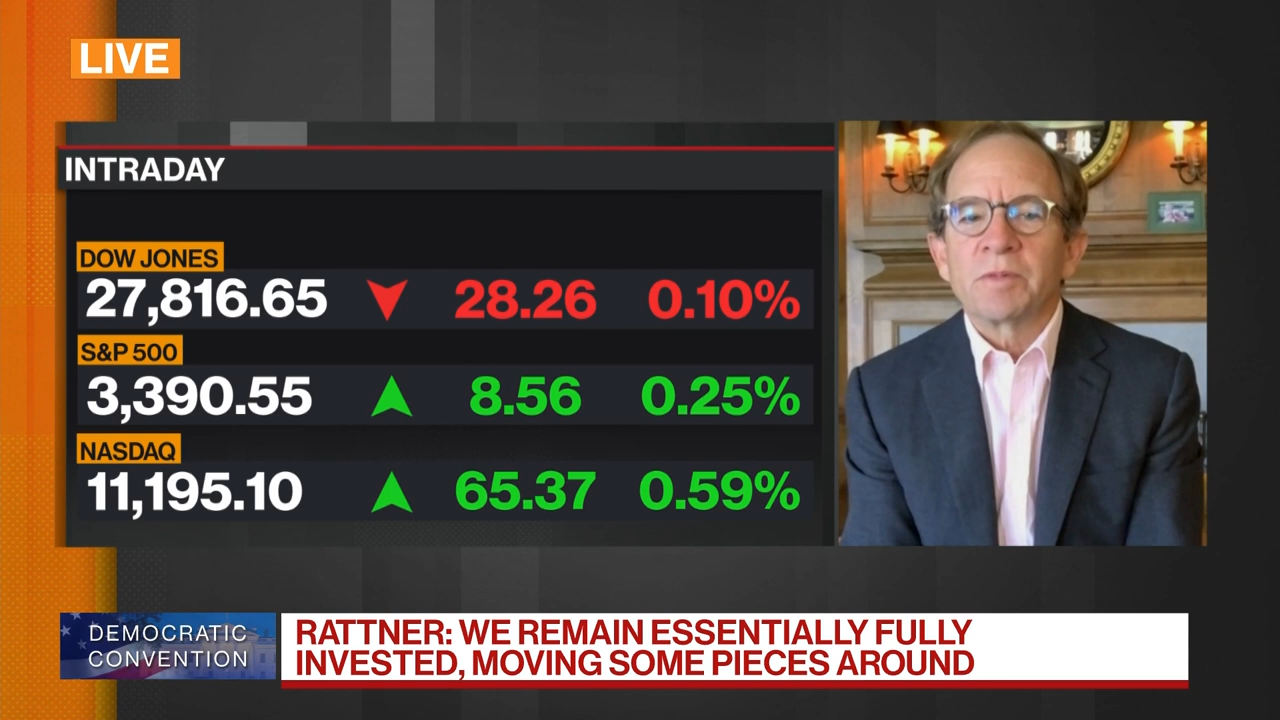 LIVE
INTRADAY
DOW JONES
27,816.65 ▼ 28.26 0.10%
S&P 500
3,390.55 ▲ 8.56 0.25%
NASDAQ
11,195.10 ▲ 65.37 0.59%
DEMOCRATIC
CONVENTION
RATTNER: WE REMAIN ESSENTIALLY FULLY
INVESTED, MOVING SOME PIECES AROUND